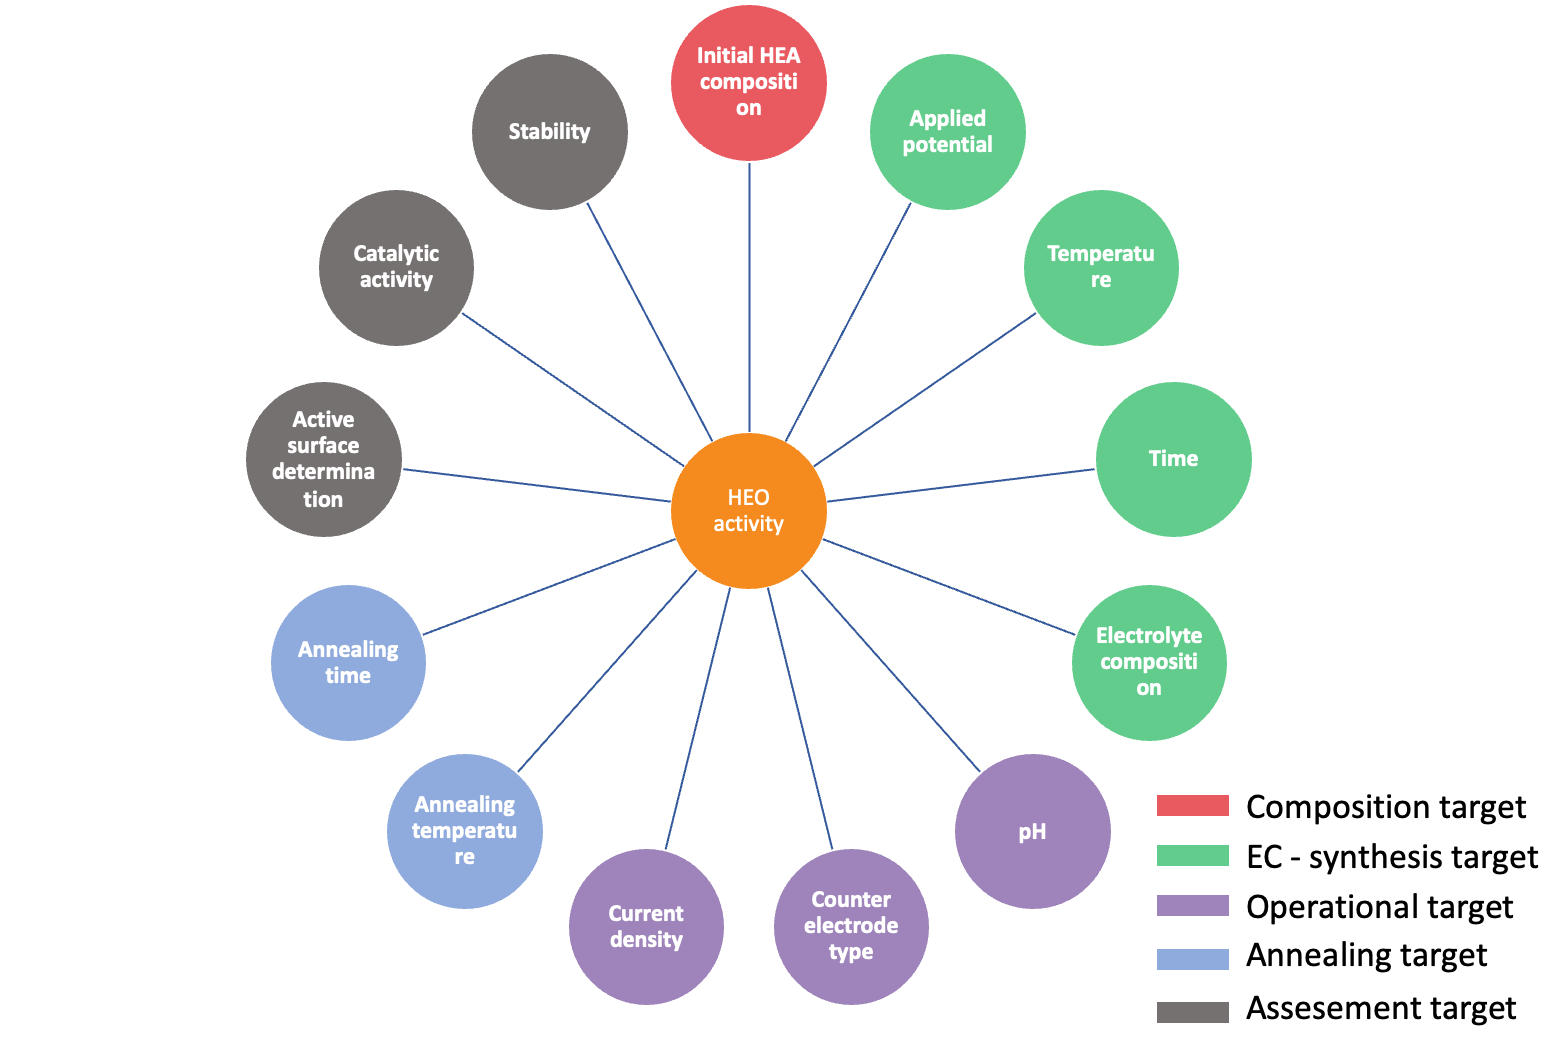 Initial HEA
compositi
on
Applied
potential
Temperatu
re
Time
Electrolyte
compositi
on
pH
Counter
electrode
type
Current
density
Annealing
temperatu
re
Annealing
time
Active
surface
determina
tion
Catalytic
activity
Stability
HEO
activity
Composition target
EC - synthesis target
Operational target
Annealing target
Assesement target